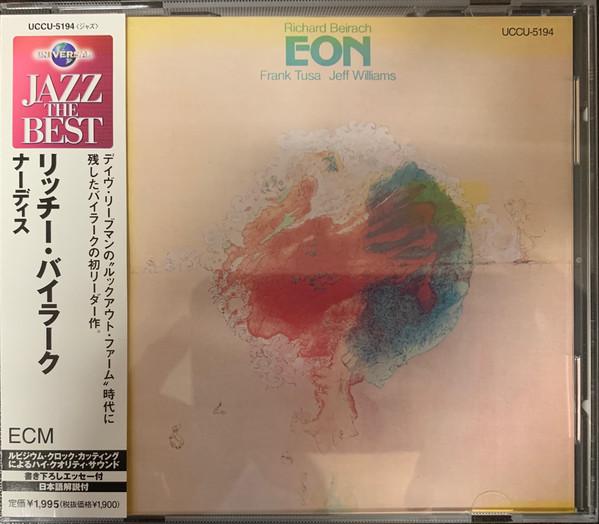 UCCU-5194〈ジャズ〉
UNIVERSAL
JAZZ
THE
BEST
リッチー・バイラーク
ナーディス
デイヴ・リーブマンの“ルックアウト・ファーム”時代に
残したバイラークの初リーダー作。
ECM
ルビジウム・クロック・カッティング
によるハイ・クオリティ・サウンド
書き下ろしエッセー付
日本語解説付
定価¥1,995(税抜価格¥1,900)
Richard Beirach
EON
Frank Tusa Jeff Williams
UCCU-5194